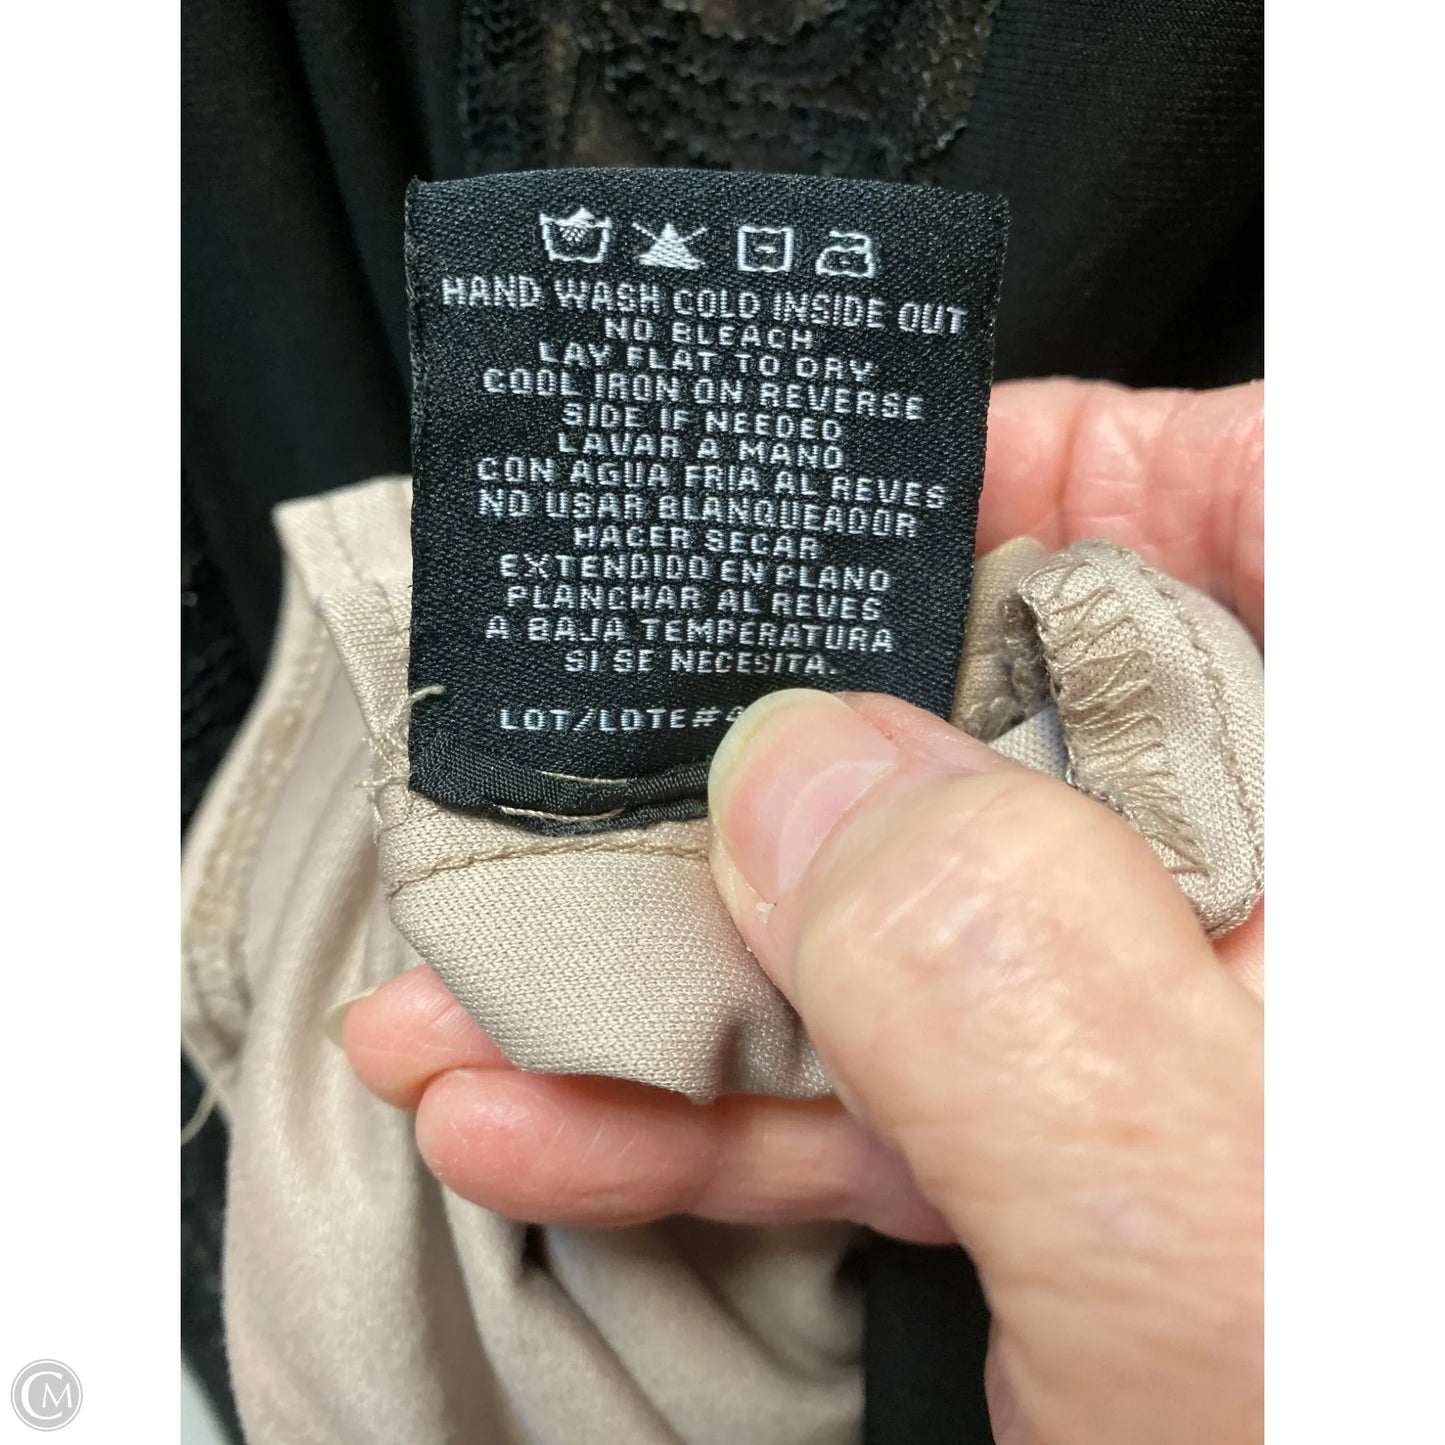 HAND WASH COLD INSIDE OUT
NO BLEACH
LAY FLAT TO DRY
COOL IRON ON REVERSE
SIDE IF NEEDED
LAVAR A MANO
CON AGUA FRIA AL REVES
NO USAR BLANQUEADOR
HACER SECAR
EXTENDIDO EN PLANO
PLANCHAR AL REVES
A BAJA TEMPERATURA
SI SE NECESITA.
LOT/LOTE#
CM